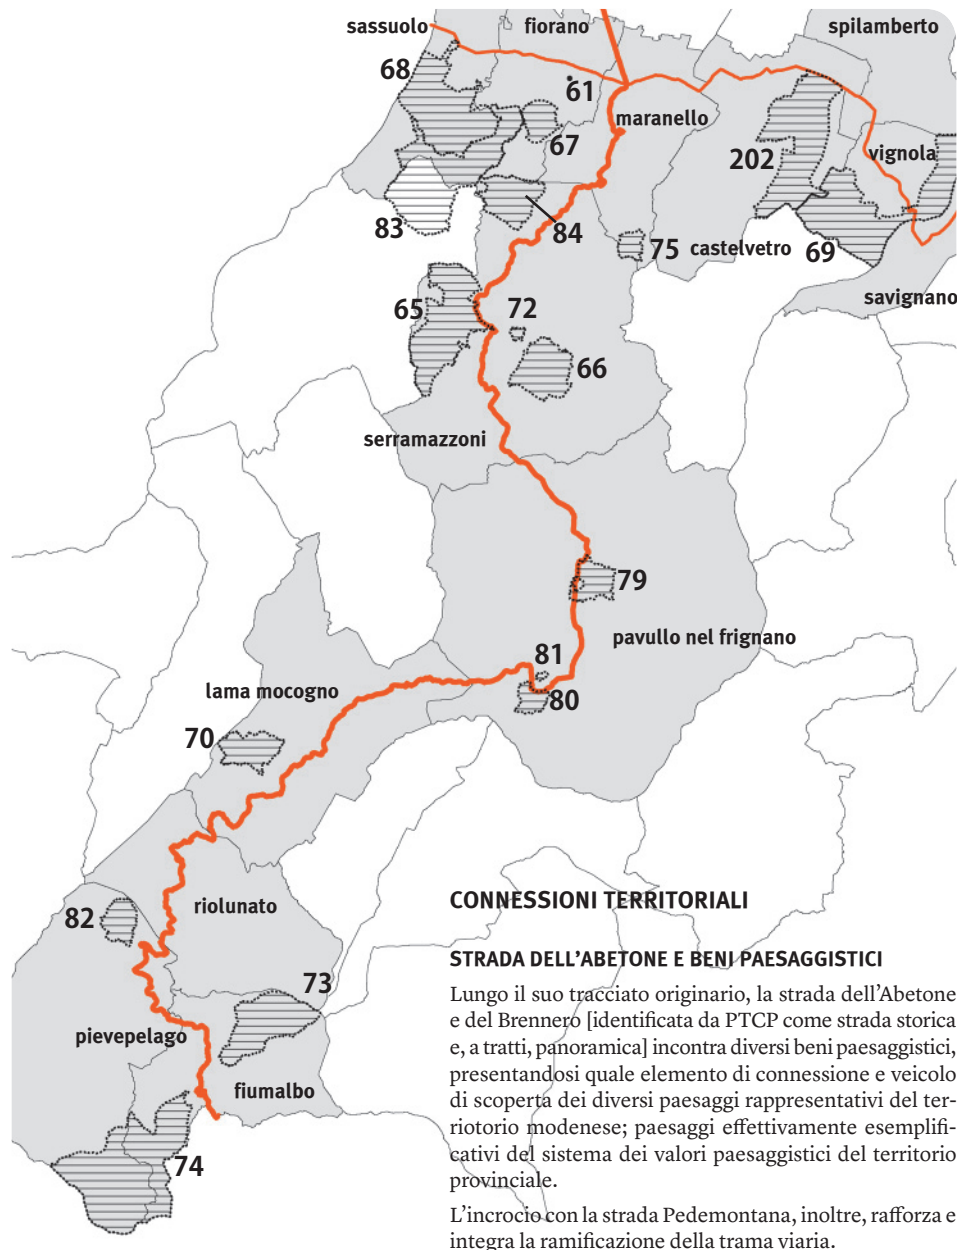 sassuolo
fiorano
spilamberto
68
61
maranello
67
202
vignola
83
84
75
castelvetro
69
65
72
savignano
66
serramazzoni
79
pavullo nel frignano
81
lama mocogno
80
70
riolunato
82
73
pievepelago
fiumalbo
74
CONNESSIONI TERRITORIALI
STRADA DELL'ABETONE E BENI PAESAGGISTICI
Lungo il suo tracciato originario, la strada dell'Abetone
e del Brennero [identificata da PTCP come strada storica
e, a tratti, panoramica] incontra diversi beni paesaggistici,
presentandosi quale elemento di connessione e veicolo
di scoperta dei diversi paesaggi rappresentativi del ter-
riotorio modenese; paesaggi effettivamente esemplifi-
cativi del sistema dei valori paesaggistici del territorio
provinciale.
L'incrocio con la strada Pedemontana, inoltre, rafforza e
integra la ramificazione della trama viaria.